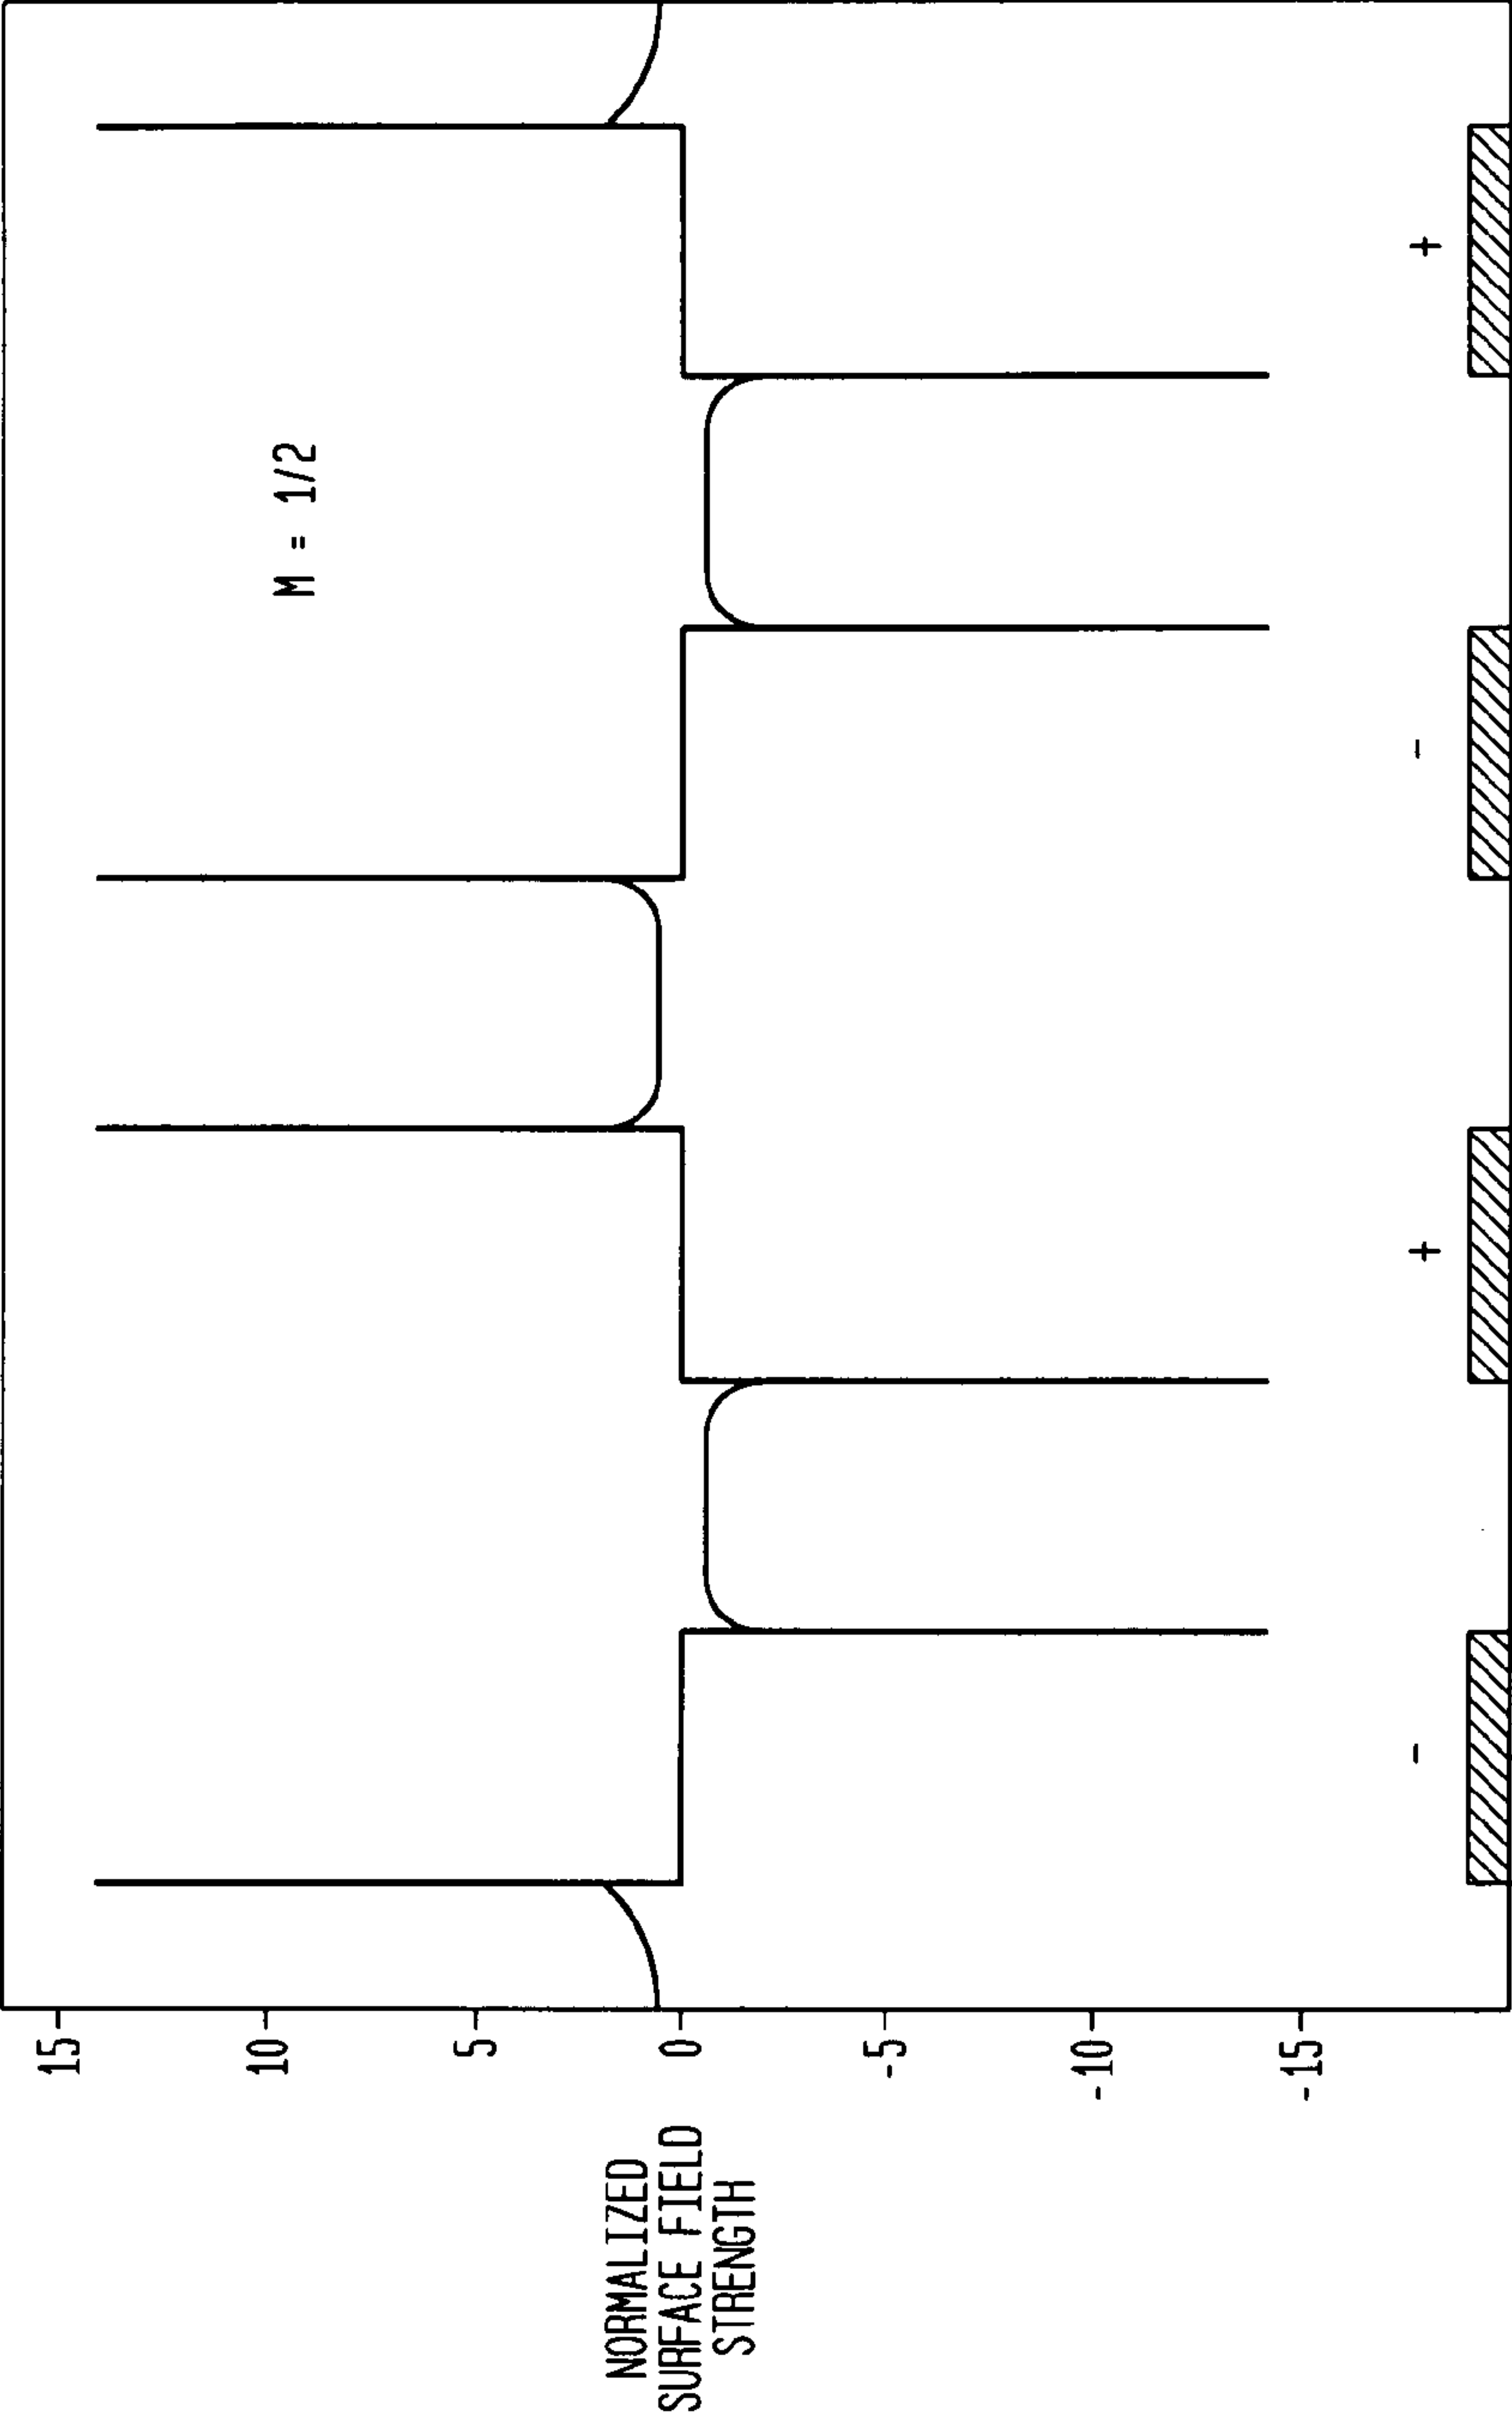 15
10
5
0
-5
-10
-15
NORMALIZED
SURFACE FIELD
STRENGTH
M = 1/2
- + - +